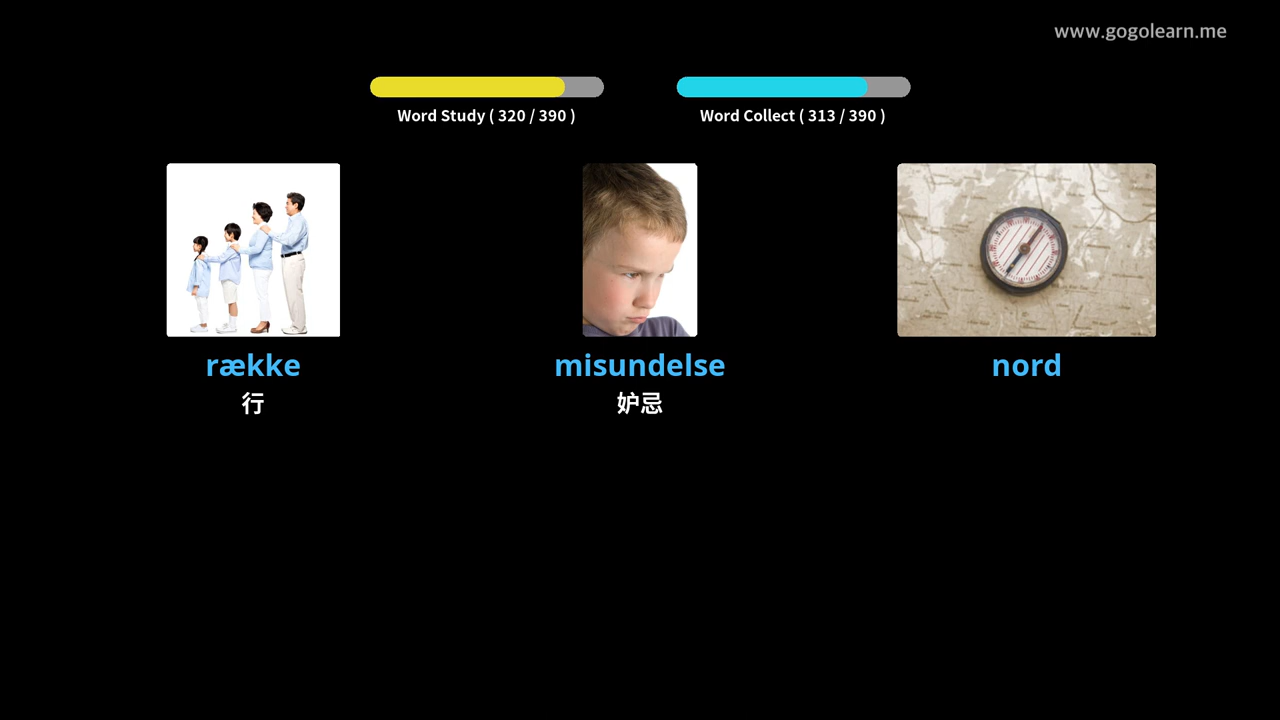 www.gogolearn.me
Word Study ( 320 / 390 )
Word Collect ( 313 / 390 )
række
misundelse
nord
行
妒忌